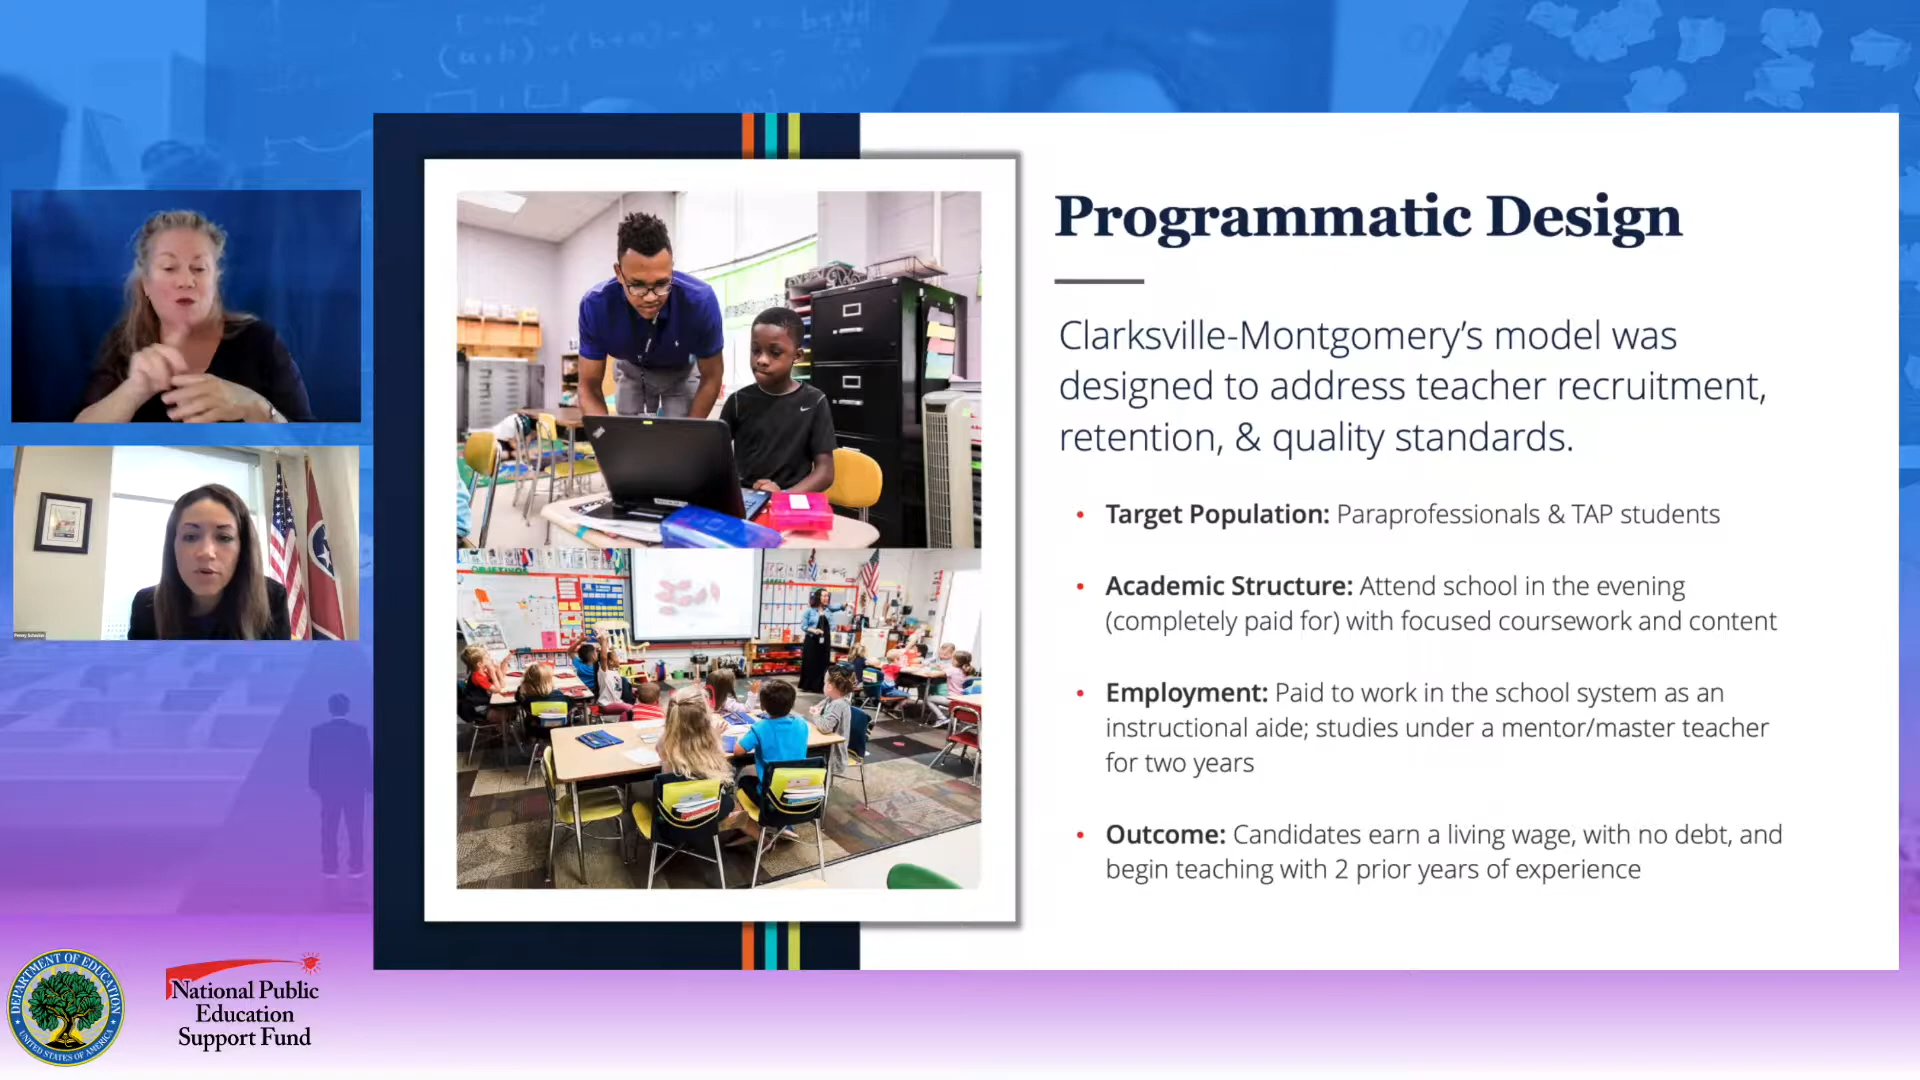 Programmatic Design
Clarksville-Montgomery’s model was
designed to address teacher recruitment,
retention, & quality standards.
• Target Population: Paraprofessionals & TAP students
• Academic Structure: Attend school in the evening
(completely paid for) with focused coursework and content
• Employment: Paid to work in the school system as an
instructional aide; studies under a mentor/master teacher
for two years
• Outcome: Candidates earn a living wage, with no debt, and
begin teaching with 2 prior years of experience
OBJETIVOS
DEPARTMENT OF EDUCATION
UNITED STATES OF AMERICA
National Public
Education
Support Fund